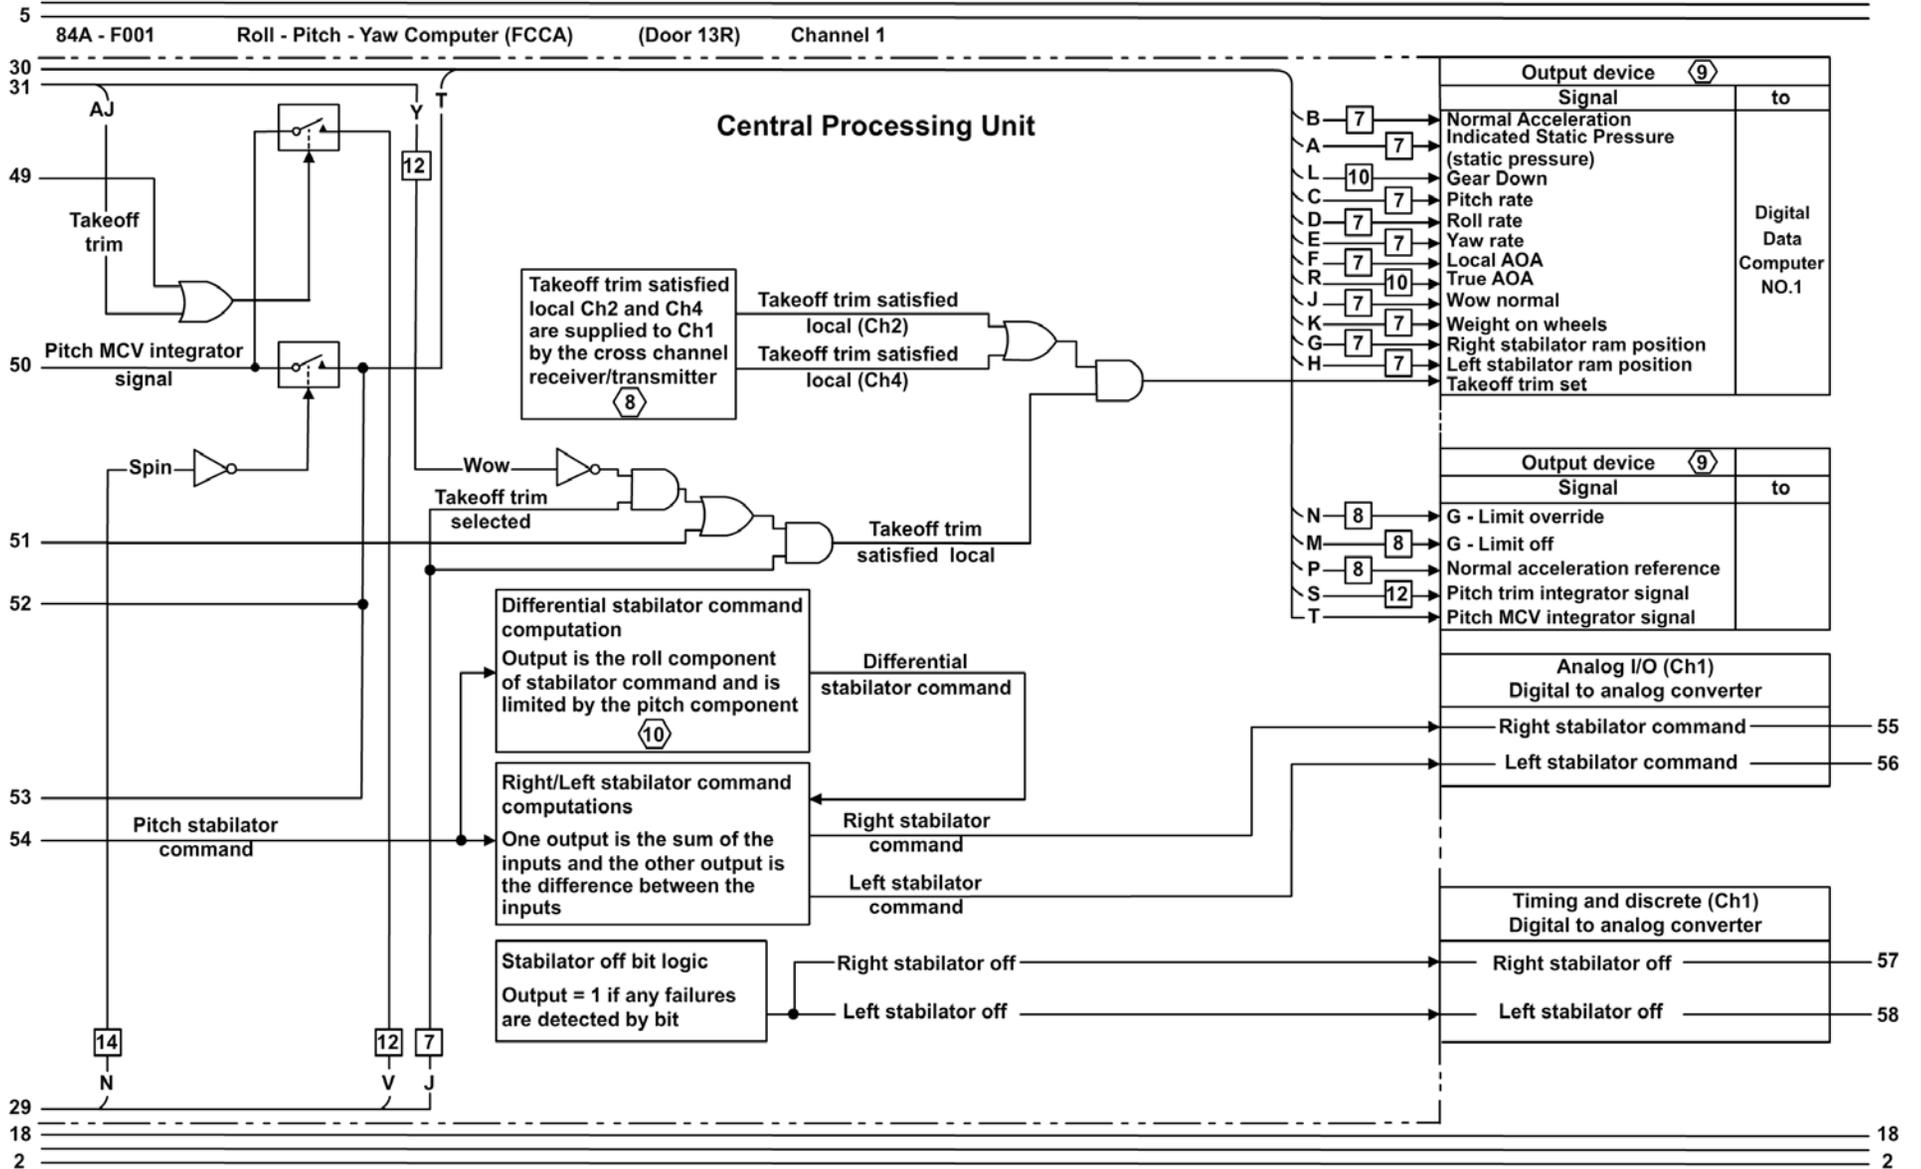 5
84A - F001 Roll - Pitch - Yaw Computer (FCCA) (Door 13R) Channel 1
30
31
AJ
Y
T
12
49
Takeoff
trim
50
Pitch MCV integrator
signal
Spin
51
52
53
54
Pitch stabilator
command
14
12
7
N
V
J
29
18
2
Central Processing Unit
Takeoff trim satisfied
local Ch2 and Ch4
are supplied to Ch1
by the cross channel
receiver/transmitter
8
Takeoff trim satisfied
local (Ch2)
Takeoff trim satisfied
local (Ch4)
Wow
Takeoff trim
selected
Takeoff trim
satisfied local
Differential stabilator command
computation
Output is the roll component
of stabilator command and is
limited by the pitch component
10
Differential
stabilator command
Right/Left stabilator command
computations
One output is the sum of the
inputs and the other output is
the difference between the
inputs
Right stabilator
command
Left stabilator
command
Stabilator off bit logic
Output = 1 if any failures
are detected by bit
Right stabilator off
Left stabilator off
Output device 9
Signal to
B 7 Normal Acceleration
A 7 Indicated Static Pressure
(static pressure)
L 10 Gear Down
C 7 Pitch rate
D 7 Roll rate
E 7 Yaw rate
F 7 Local AOA
R 10 True AOA
J 7 Wow normal
K 7 Weight on wheels
G 7 Right stabilator ram position
H 7 Left stabilator ram position
Takeoff trim set
Digital
Data
Computer
NO.1
Output device 9
Signal to
N 8 G - Limit override
M 8 G - Limit off
P 8 Normal acceleration reference
S 12 Pitch trim integrator signal
T Pitch MCV integrator signal
Analog I/O (Ch1)
Digital to analog converter
Right stabilator command 55
Left stabilator command 56
Timing and discrete (Ch1)
Digital to analog converter
Right stabilator off 57
Left stabilator off 58
18
2